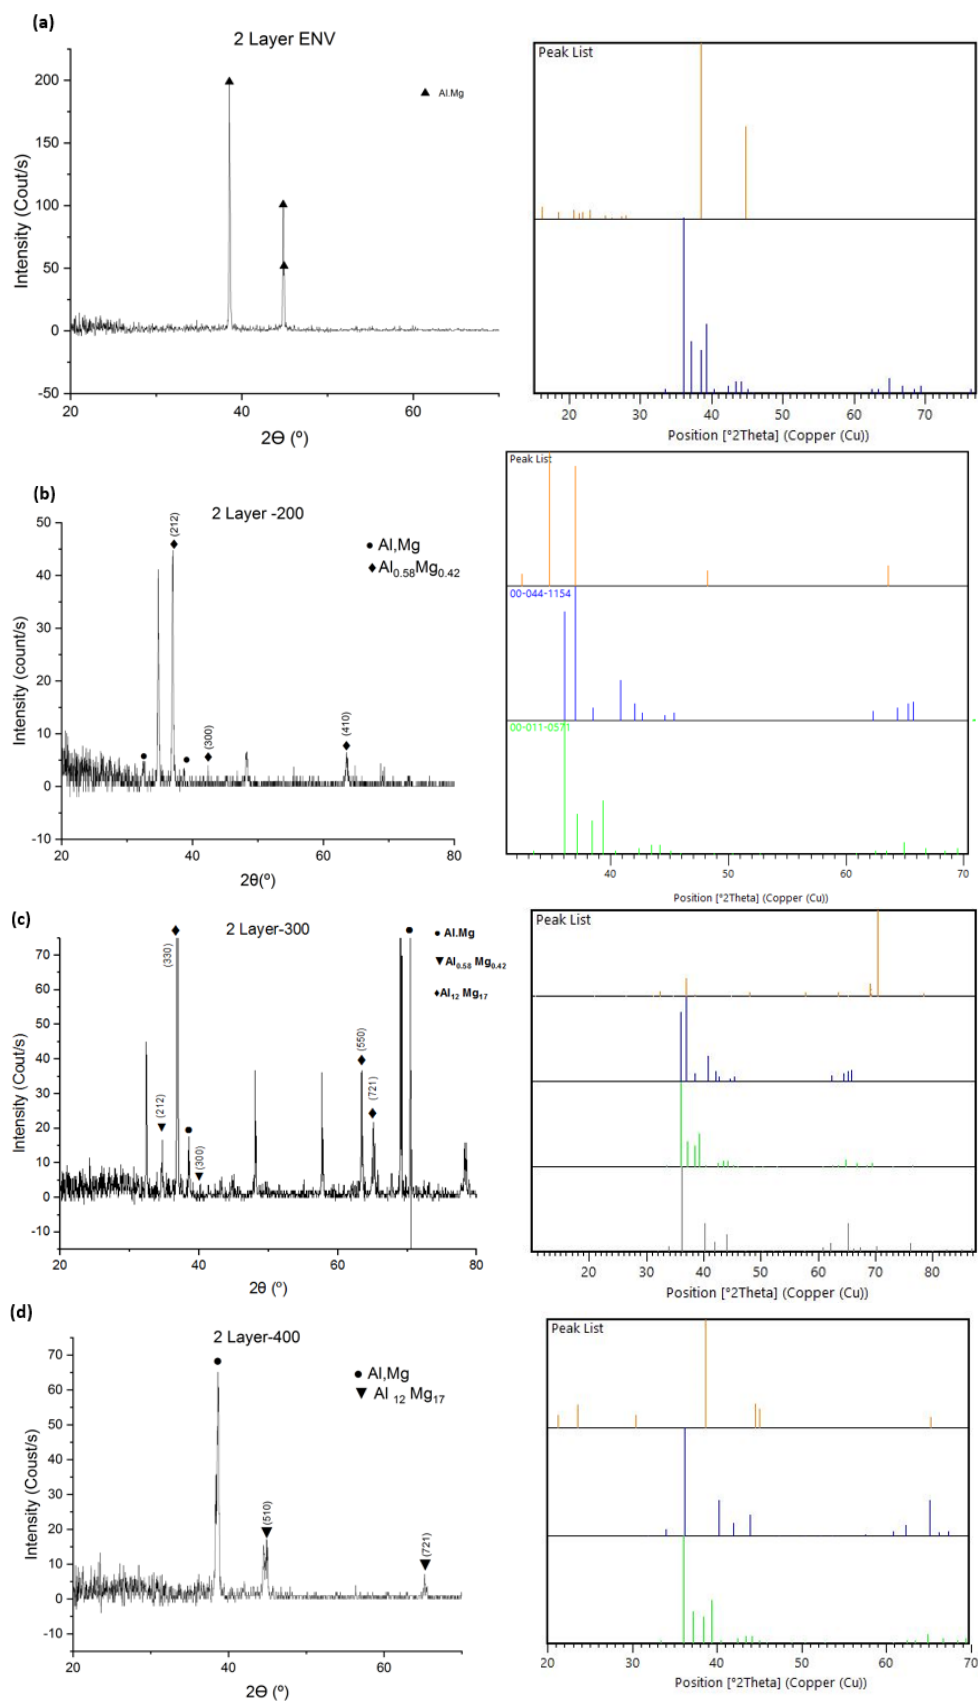 (a)
2 Layer ENV
Al.Mg
200
150
100
50
0
-50
Intensity (Cout/s)
20 40 60
2Θ (º)
Peak List
20 30 40 50 60 70
Position [°2Theta] (Copper (Cu))
(b)
2 Layer -200
(212)
Al,Mg
Al0.58Mg0.42
(300)
(410)
50
40
30
20
10
0
-10
Intensity (count/s)
20 40 60 80
2θ(º)
Peak List
00-044-1154
00-011-0571
40 50 60 70
Position [°2Theta] (Copper (Cu))
(c)
2 Layer-300
Al.Mg
Al0.58 Mg0.42
Al12 Mg17
(330)
(212)
(300)
(550)
(721)
70
60
50
40
30
20
10
0
-10
Intensity (Cout/s)
20 30 40 50 60 70 80
2θ (º)
Peak List
20 30 40 50 60 70 80
Position [°2Theta] (Copper (Cu))
(d)
2 Layer-400
Al,Mg
Al 12 Mg17
(510)
(721)
70
60
50
40
30
20
10
0
-10
Intensity (Coust/s)
20 40 60
2Θ (º)
Peak List
20 30 40 50 60 70
Position [°2Theta] (Copper (Cu))